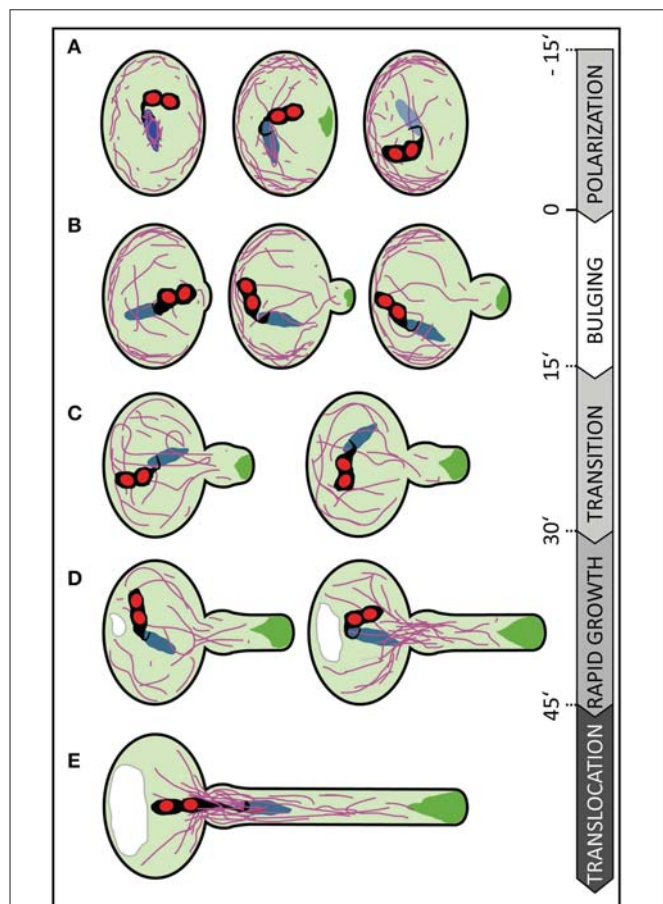 A
B
C
D
E
- 15‘
POLARIZATION
0
BULGING
15‘
TRANSITION
30‘
RAPID GROWTH
45‘
TRANSLOCATION